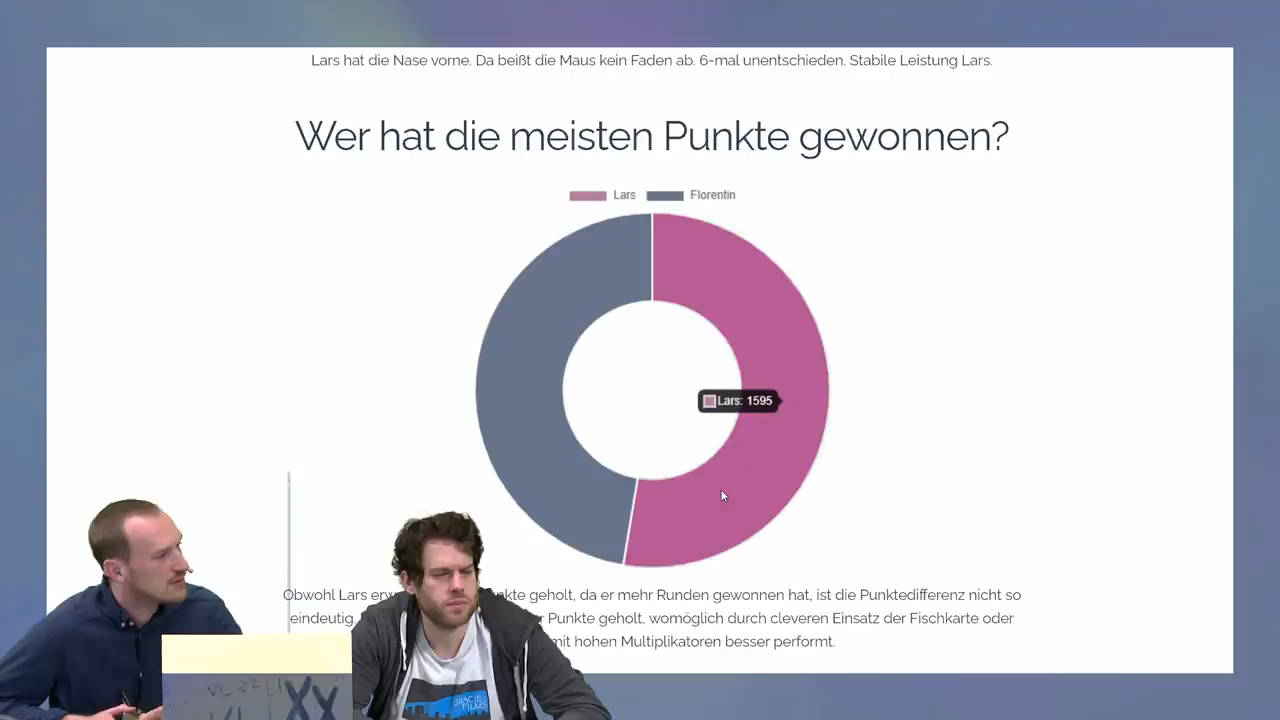 Lars hat die Nase vorne. Da beißt die Maus kein Faden ab. 6-mal unentschieden. Stabile Leistung Lars.
Wer hat die meisten Punkte gewonnen?
Lars Florentin
Lars: 1595
Obwohl Lars geholt, da er mehr Runden gewonnen hat, ist die Punktedifferenz nicht so
eindeutig. Punkte geholt, womöglich durch cleveren Einsatz der Fischkarte oder
mit hohen Multiplikatoren besser performt.
GRACIE
FILMS